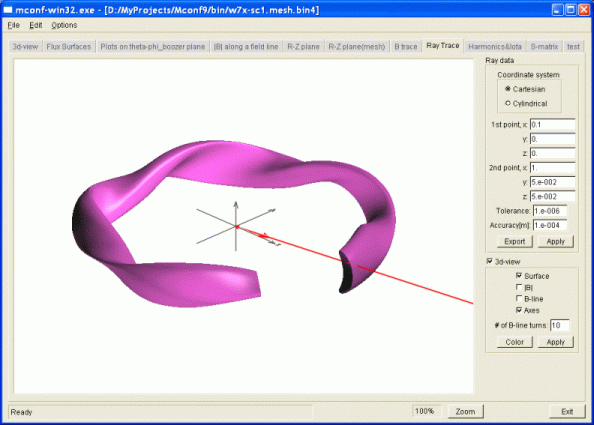 mconf-win32.exe - [D:/MyProjects/Mconf9/bin/w7x-sc1.mesh.bin4]
File Edit Options
3d-view Flux Surfaces Plots on theta-phi_boozer plane |B| along a field line R-Z plane R-Z plane(mesh) B trace Ray Trace Harmonics&Iota S-matrix test
Ray data
Coordinate system
Cartesian
Cylindrical
1st point, x: 0.1
y: 0.
z: 0.
2nd point, x: 1.
y: 5.e-002
z: 5.e-002
Tolerance: 1.e-006
Accuracy[m]: 1.e-004
Export Apply
3d-view
Surface
|B|
B-line
Axes
# of B-line turns: 10
Color Apply
Ready 100% Zoom Exit